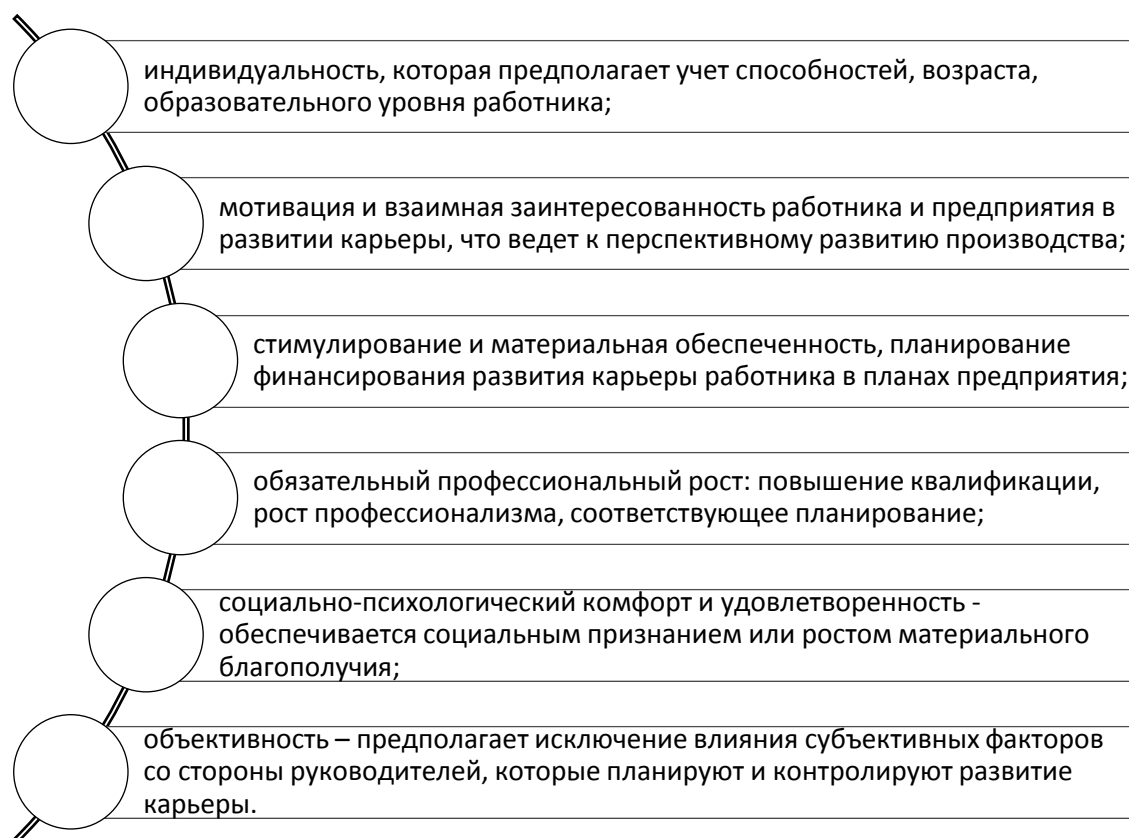 индивидуальность, которая предполагает учет способностей, возраста,
образовательного уровня работника;
мотивация и взаимная заинтересованность работника и предприятия в
развитии карьеры, что ведет к перспективному развитию производства;
стимулирование и материальная обеспеченность, планирование
финансирования развития карьеры работника в планах предприятия;
обязательный профессиональный рост: повышение квалификации,
рост профессионализма, соответствующее планирование;
социально-психологический комфорт и удовлетворенность -
обеспечивается социальным признанием или ростом материального
благополучия;
объективность – предполагает исключение влияния субъективных факторов
со стороны руководителей, которые планируют и контролируют развитие
карьеры.